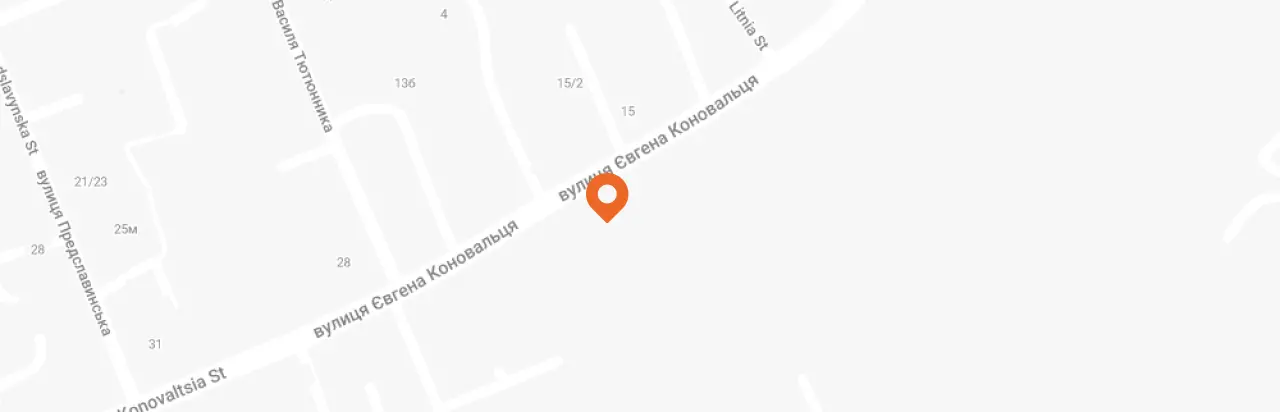 4
Litnia St
Василя Тютюнника
136
15/2
15
вулиця Євгена Коновальця
21/23
вулиця Предславинська
25м
28
28
вулиця Євгена Коновальця
31
Konovaltsia St